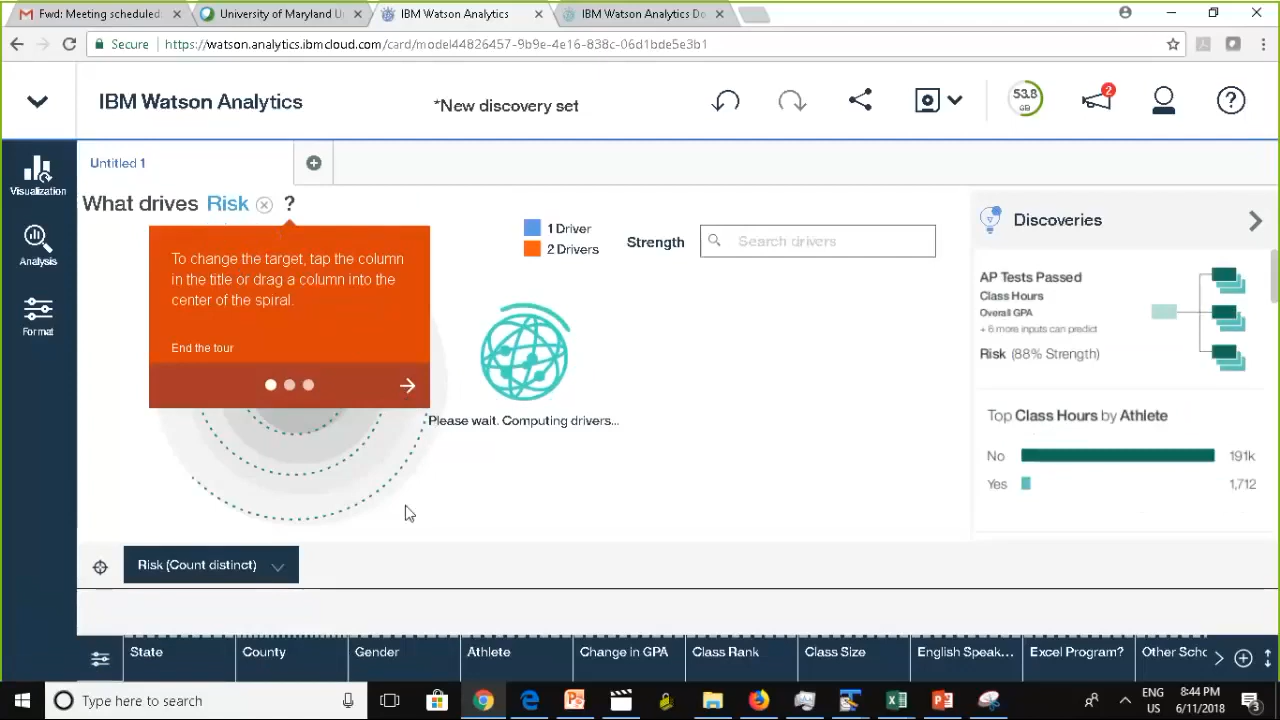 Fwd: Meeting scheduled
University of Maryland U
IBM Watson Analytics
IBM Watson Analytics Do
Secure
https://watson.analytics.ibmcloud.com/card/model44826457-9b9e-4e16-838c-06d1bde5e3b1
IBM Watson Analytics
*New discovery set
53.8
GB
2
Visualization
Analysis
Format
Untitled 1
What drives Risk ?
To change the target, tap the column
in the title or drag a column into the
center of the spiral.
End the tour
1 Driver
2 Drivers
Strength
Search drivers
Please wait. Computing drivers...
Discoveries
AP Tests Passed
Class Hours
Overall GPA
+ 6 more inputs can predict
Risk (88% Strength)
Top Class Hours by Athlete
No 191k
Yes 1,712
Risk (Count distinct)
State
County
Gender
Athlete
Change in GPA
Class Rank
Class Size
English Speak...
Excel Program?
Other Scho
Type here to search
ENG
US
8:44 PM
6/11/2018
3